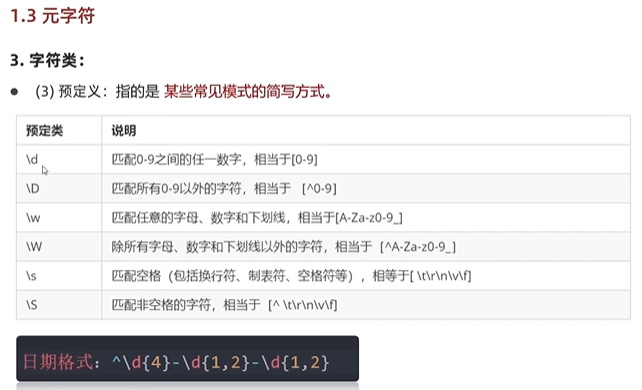 1.3 元字符
3. 字符类：
● (3) 预定义：指的是 某些常见模式的简写方式。
预定类 说明
\d 匹配0-9之间的任一数字，相当于[0-9]
\D 匹配所有0-9以外的字符，相当于 [^0-9]
\w 匹配任意的字母、数字和下划线，相当于[A-Za-z0-9_]
\W 除所有字母、数字和下划线以外的字符，相当于 [^A-Za-z0-9_]
\s 匹配空格（包括换行符、制表符、空格符等），相等于[ \t\r\n\v\f]
\S 匹配非空格的字符，相当于 [^ \t\r\n\v\f]
日期格式：^\d{4}-\d{1,2}-\d{1,2}